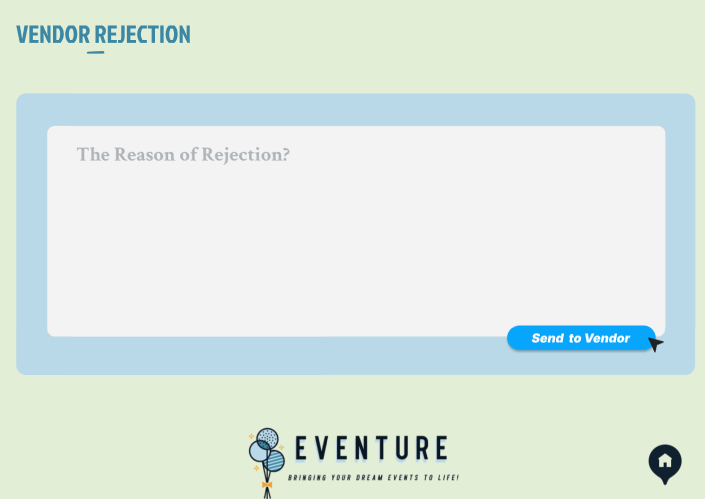 VENDOR REJECTION
The Reason of Rejection?
Send to Vendor
EVENTURE
BRINGING YOUR DREAM EVENTS TO LIFE!